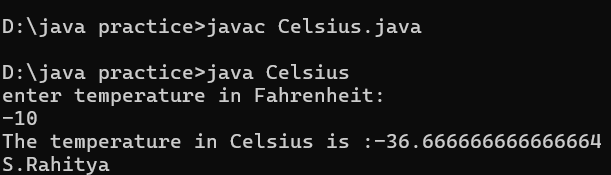 D:\java practice>javac Celsius.java
D:\java practice>java Celsius
enter temperature in Fahrenheit:
-10
The temperature in Celsius is :-36.666666666666664
S.Rahitya